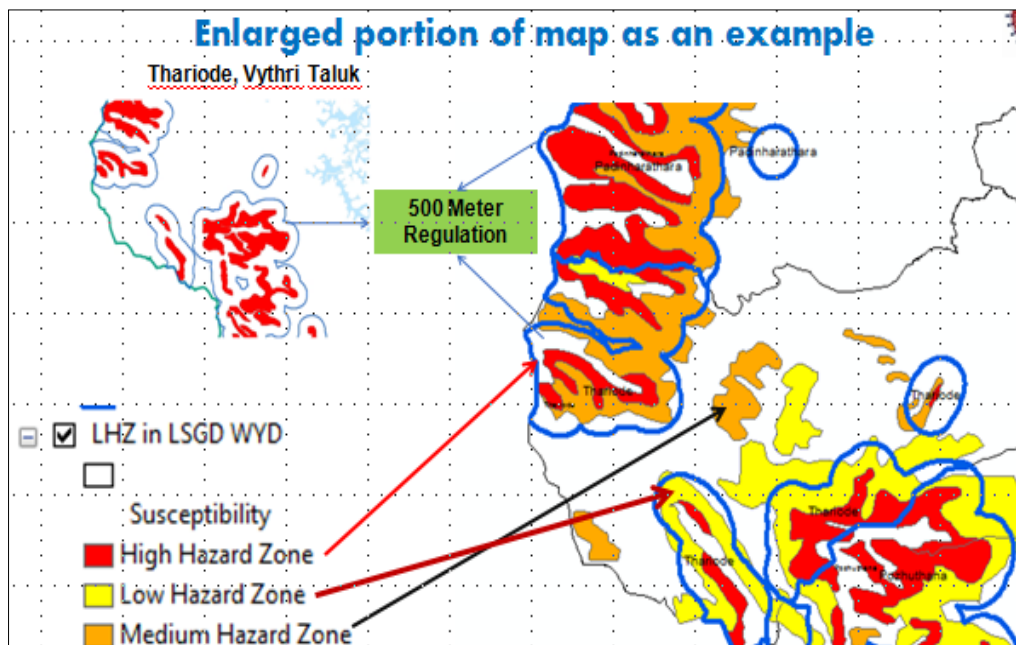 Enlarged portion of map as an example
Thariode, Vythri Taluk
500 Meter
Regulation
Padinharathara
Padinharathara
Padinharathara
Thariode
Thariode
Thariode
Thariode
Pozhuthana
LHZ in LSGD WYD
Susceptibility
High Hazard Zone
Low Hazard Zone
Medium Hazard Zone